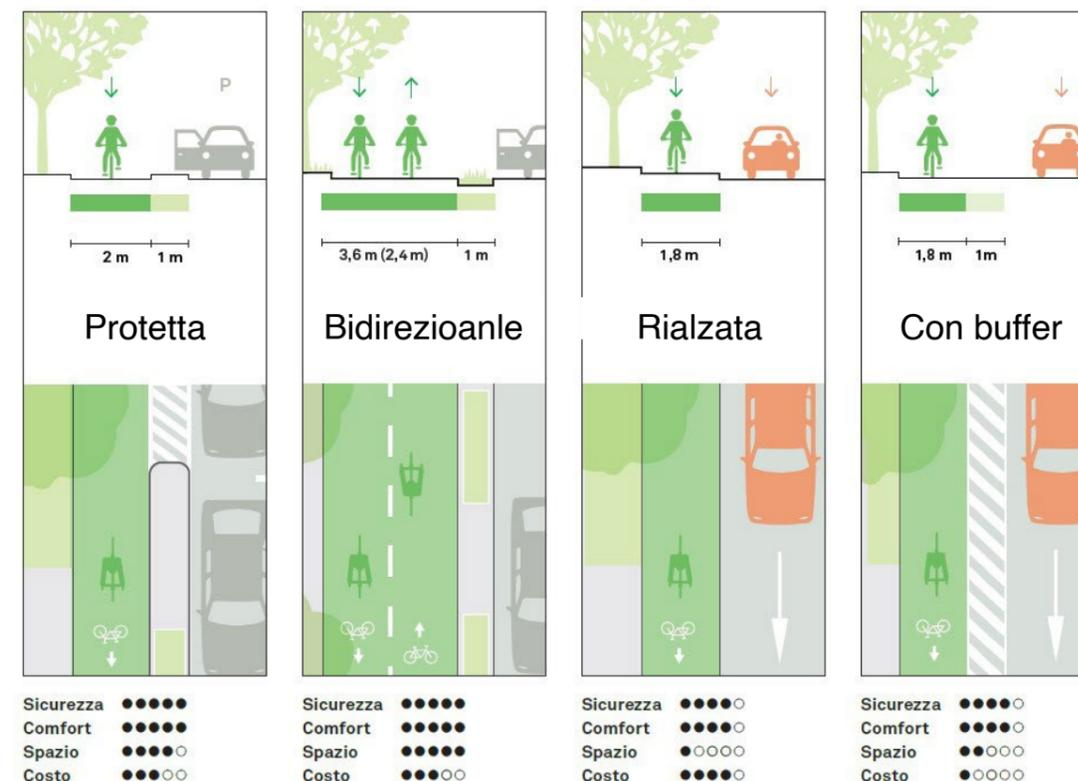 P
2 m 1 m
Protetta
Sicurezza ●●●●●
Comfort ●●●●●
Spazio ●●●●○
Costo ●●●○○
3,6 m (2,4 m) 1 m
Bidirezioanle
Sicurezza ●●●●●
Comfort ●●●●●
Spazio ●●●●●
Costo ●●●○○
1,8 m
Rialzata
Sicurezza ●●●●○
Comfort ●●●●○
Spazio ●○○○○
Costo ●●●●○
1,8 m 1m
Con buffer
Sicurezza ●●●●○
Comfort ●●●●○
Spazio ●●○○○
Costo ●○○○○